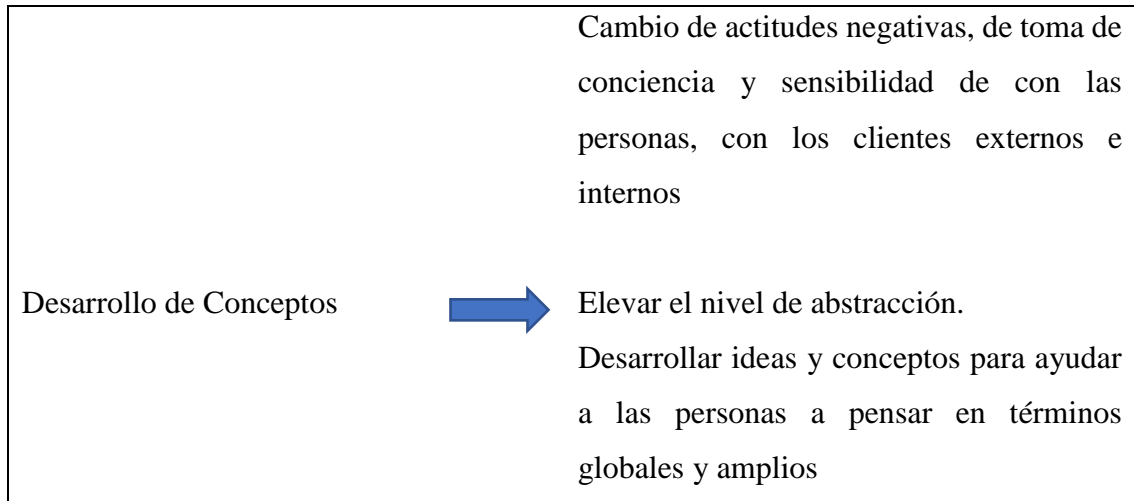 Cambio de actitudes negativas, de toma de
conciencia y sensibilidad de con las
personas, con los clientes externos e
internos
Desarrollo de Conceptos
Elevar el nivel de abstracción.
Desarrollar ideas y conceptos para ayudar
a las personas a pensar en términos
globales y amplios